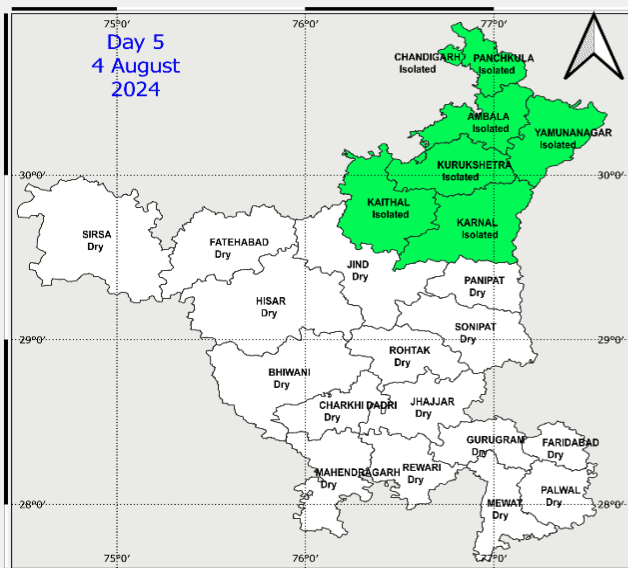 75°0'
76°0'
77°0'
Day 5
4 August
2024
CHANDIGARH
Isolated
PANCHKULA
Isolated
AMBALA
Isolated
YAMUNANAGAR
Isolated
30°0'
30°0'
KURUKSHETRA
Isolated
KAITHAL
Isolated
KARNAL
Isolated
SIRSA
Dry
FATEHABAD
Dry
JIND
Dry
PANIPAT
Dry
HISAR
Dry
SONIPAT
Dry
29°0'
29°0'
ROHTAK
Dry
BHIWANI
Dry
CHARKHI DADRI
Dry
JHAJJAR
Dry
GURUGRAM
Dry
FARIDABAD
Dry
MAHENDRAGARH
Dry
REWARI
Dry
MEWAT
Dry
PALWAL
Dry
28°0'
28°0'
75°0'
76°0'
77°0'